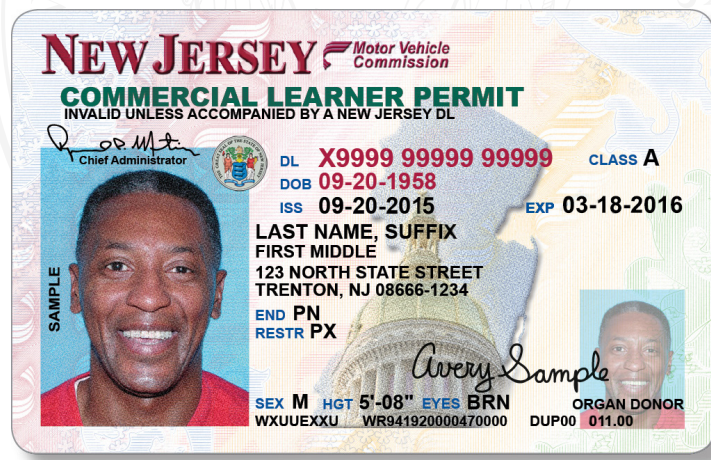 NEW JERSEY Motor Vehicle Commission
COMMERCIAL LEARNER PERMIT
INVALID UNLESS ACCOMPANIED BY A NEW JERSEY DL
Chief Administrator
DL X9999 99999 99999 CLASS A
DOB 09-20-1958
ISS 09-20-2015 EXP 03-18-2016
LAST NAME, SUFFIX
FIRST MIDDLE
123 NORTH STATE STREET
TRENTON, NJ 08666-1234
END PN
RESTR PX
SAMPLE
Avery Sample
SEX M HGT 5'-08" EYES BRN ORGAN DONOR
WXUUEXXU WR941920000470000 DUP00 011.00